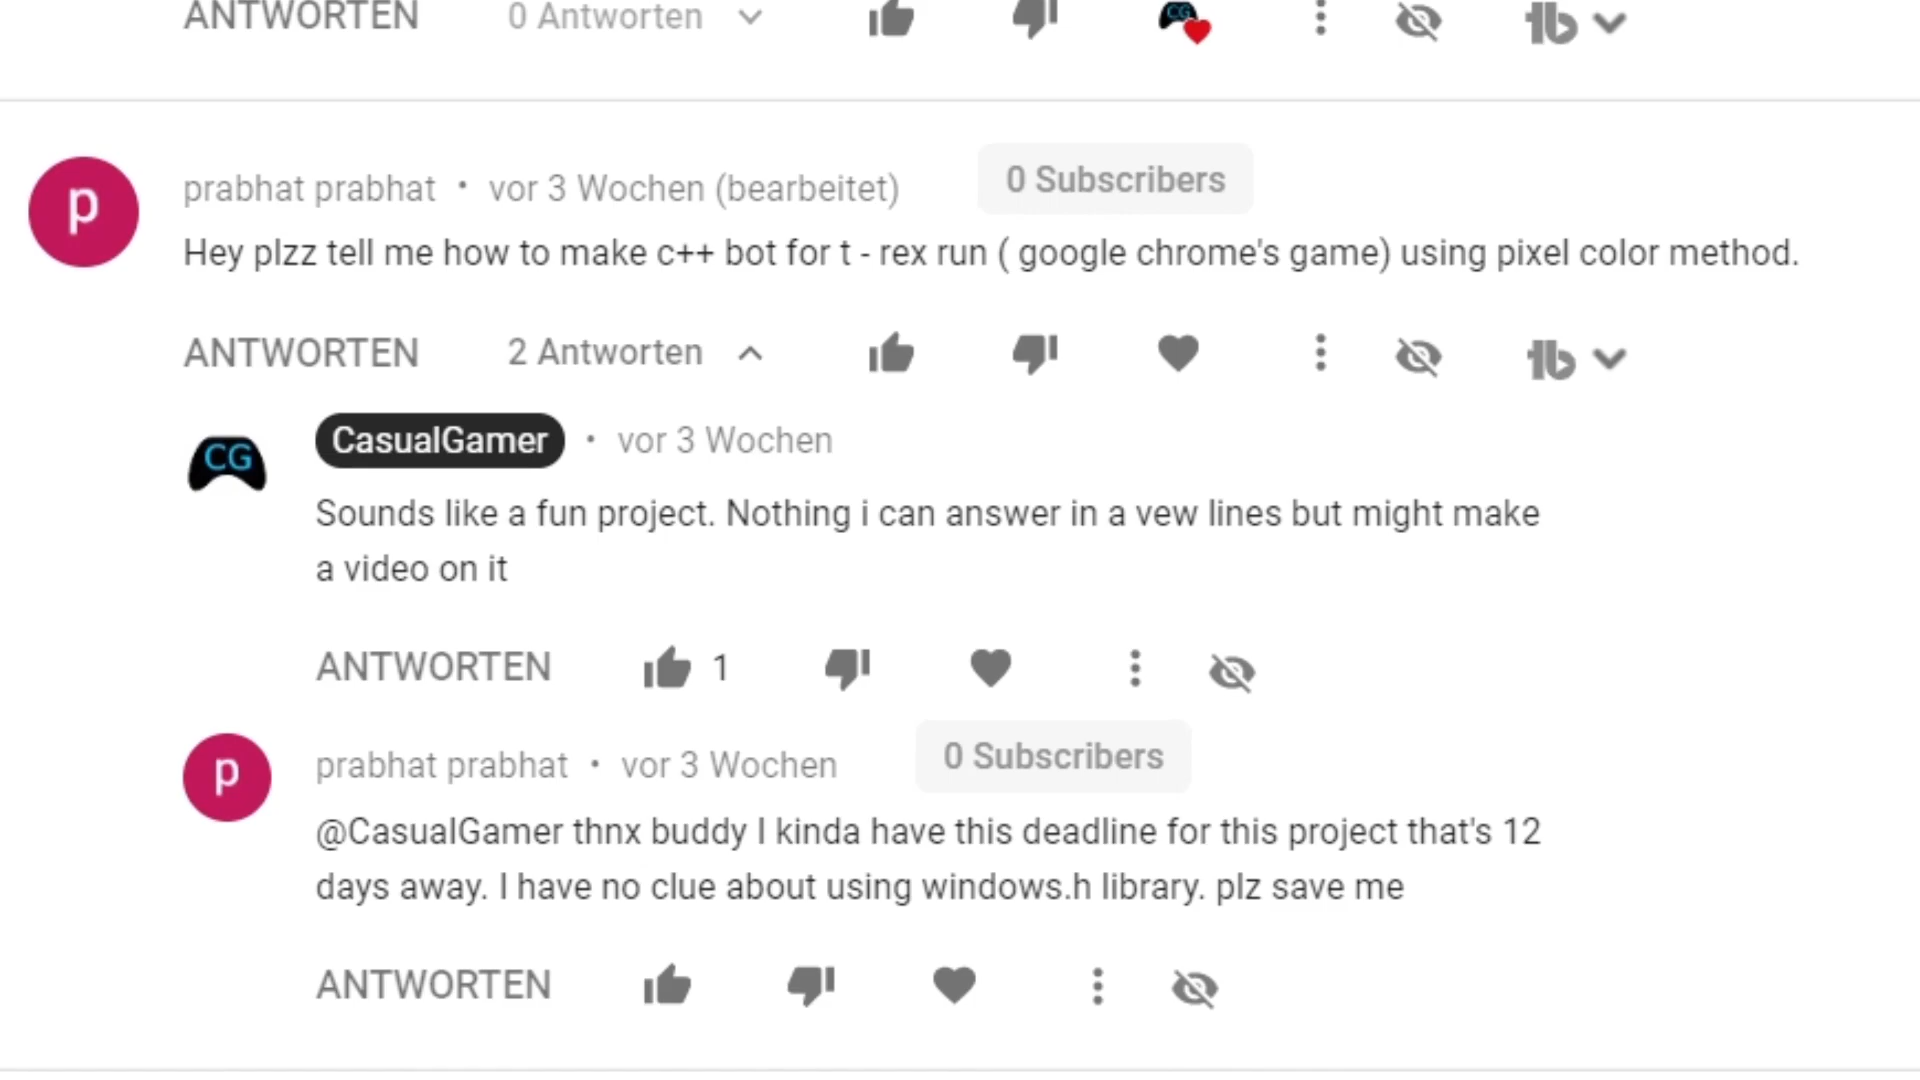 ANTWORTEN 0 Antworten CG tb
p prabhat prabhat • vor 3 Wochen (bearbeitet) 0 Subscribers
Hey plzz tell me how to make c++ bot for t - rex run ( google chrome's game) using pixel color method.
ANTWORTEN 2 Antworten tb
CG CasualGamer • vor 3 Wochen
Sounds like a fun project. Nothing i can answer in a vew lines but might make
a video on it
ANTWORTEN 1
p prabhat prabhat • vor 3 Wochen 0 Subscribers
@CasualGamer thnx buddy I kinda have this deadline for this project that's 12
days away. I have no clue about using windows.h library. plz save me
ANTWORTEN